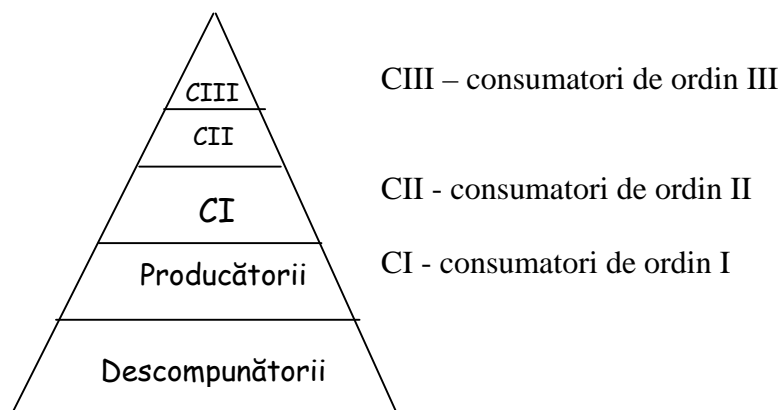 CIII
CIII – consumatori de ordin III
CII
CII - consumatori de ordin II
CI
CI - consumatori de ordin I
Producătorii
Descompunătorii